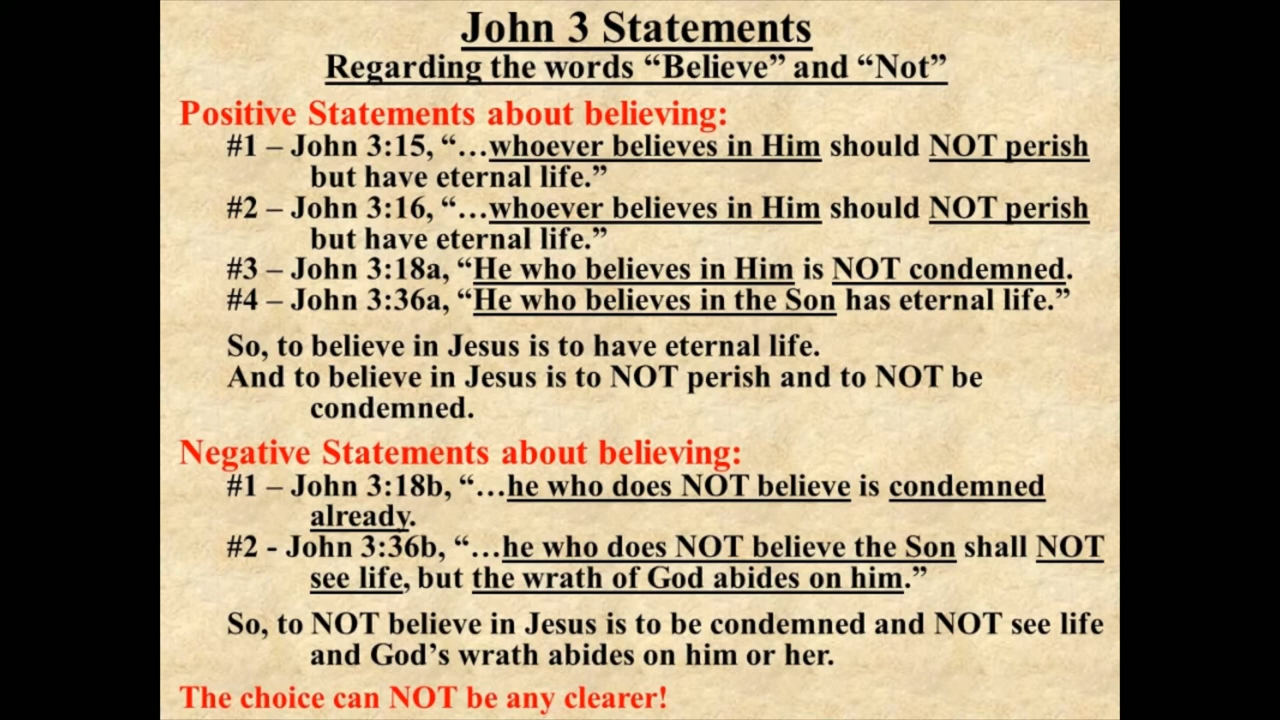 John 3 Statements
Regarding the words “Believe” and “Not”
Positive Statements about believing:
#1 – John 3:15, “…whoever believes in Him should NOT perish
but have eternal life.”
#2 – John 3:16, “…whoever believes in Him should NOT perish
but have eternal life.”
#3 – John 3:18a, “He who believes in Him is NOT condemned.
#4 – John 3:36a, “He who believes in the Son has eternal life.”
So, to believe in Jesus is to have eternal life.
And to believe in Jesus is to NOT perish and to NOT be
condemned.
Negative Statements about believing:
#1 – John 3:18b, “…he who does NOT believe is condemned
already.
#2 - John 3:36b, “…he who does NOT believe the Son shall NOT
see life, but the wrath of God abides on him.”
So, to NOT believe in Jesus is to be condemned and NOT see life
and God’s wrath abides on him or her.
The choice can NOT be any clearer!